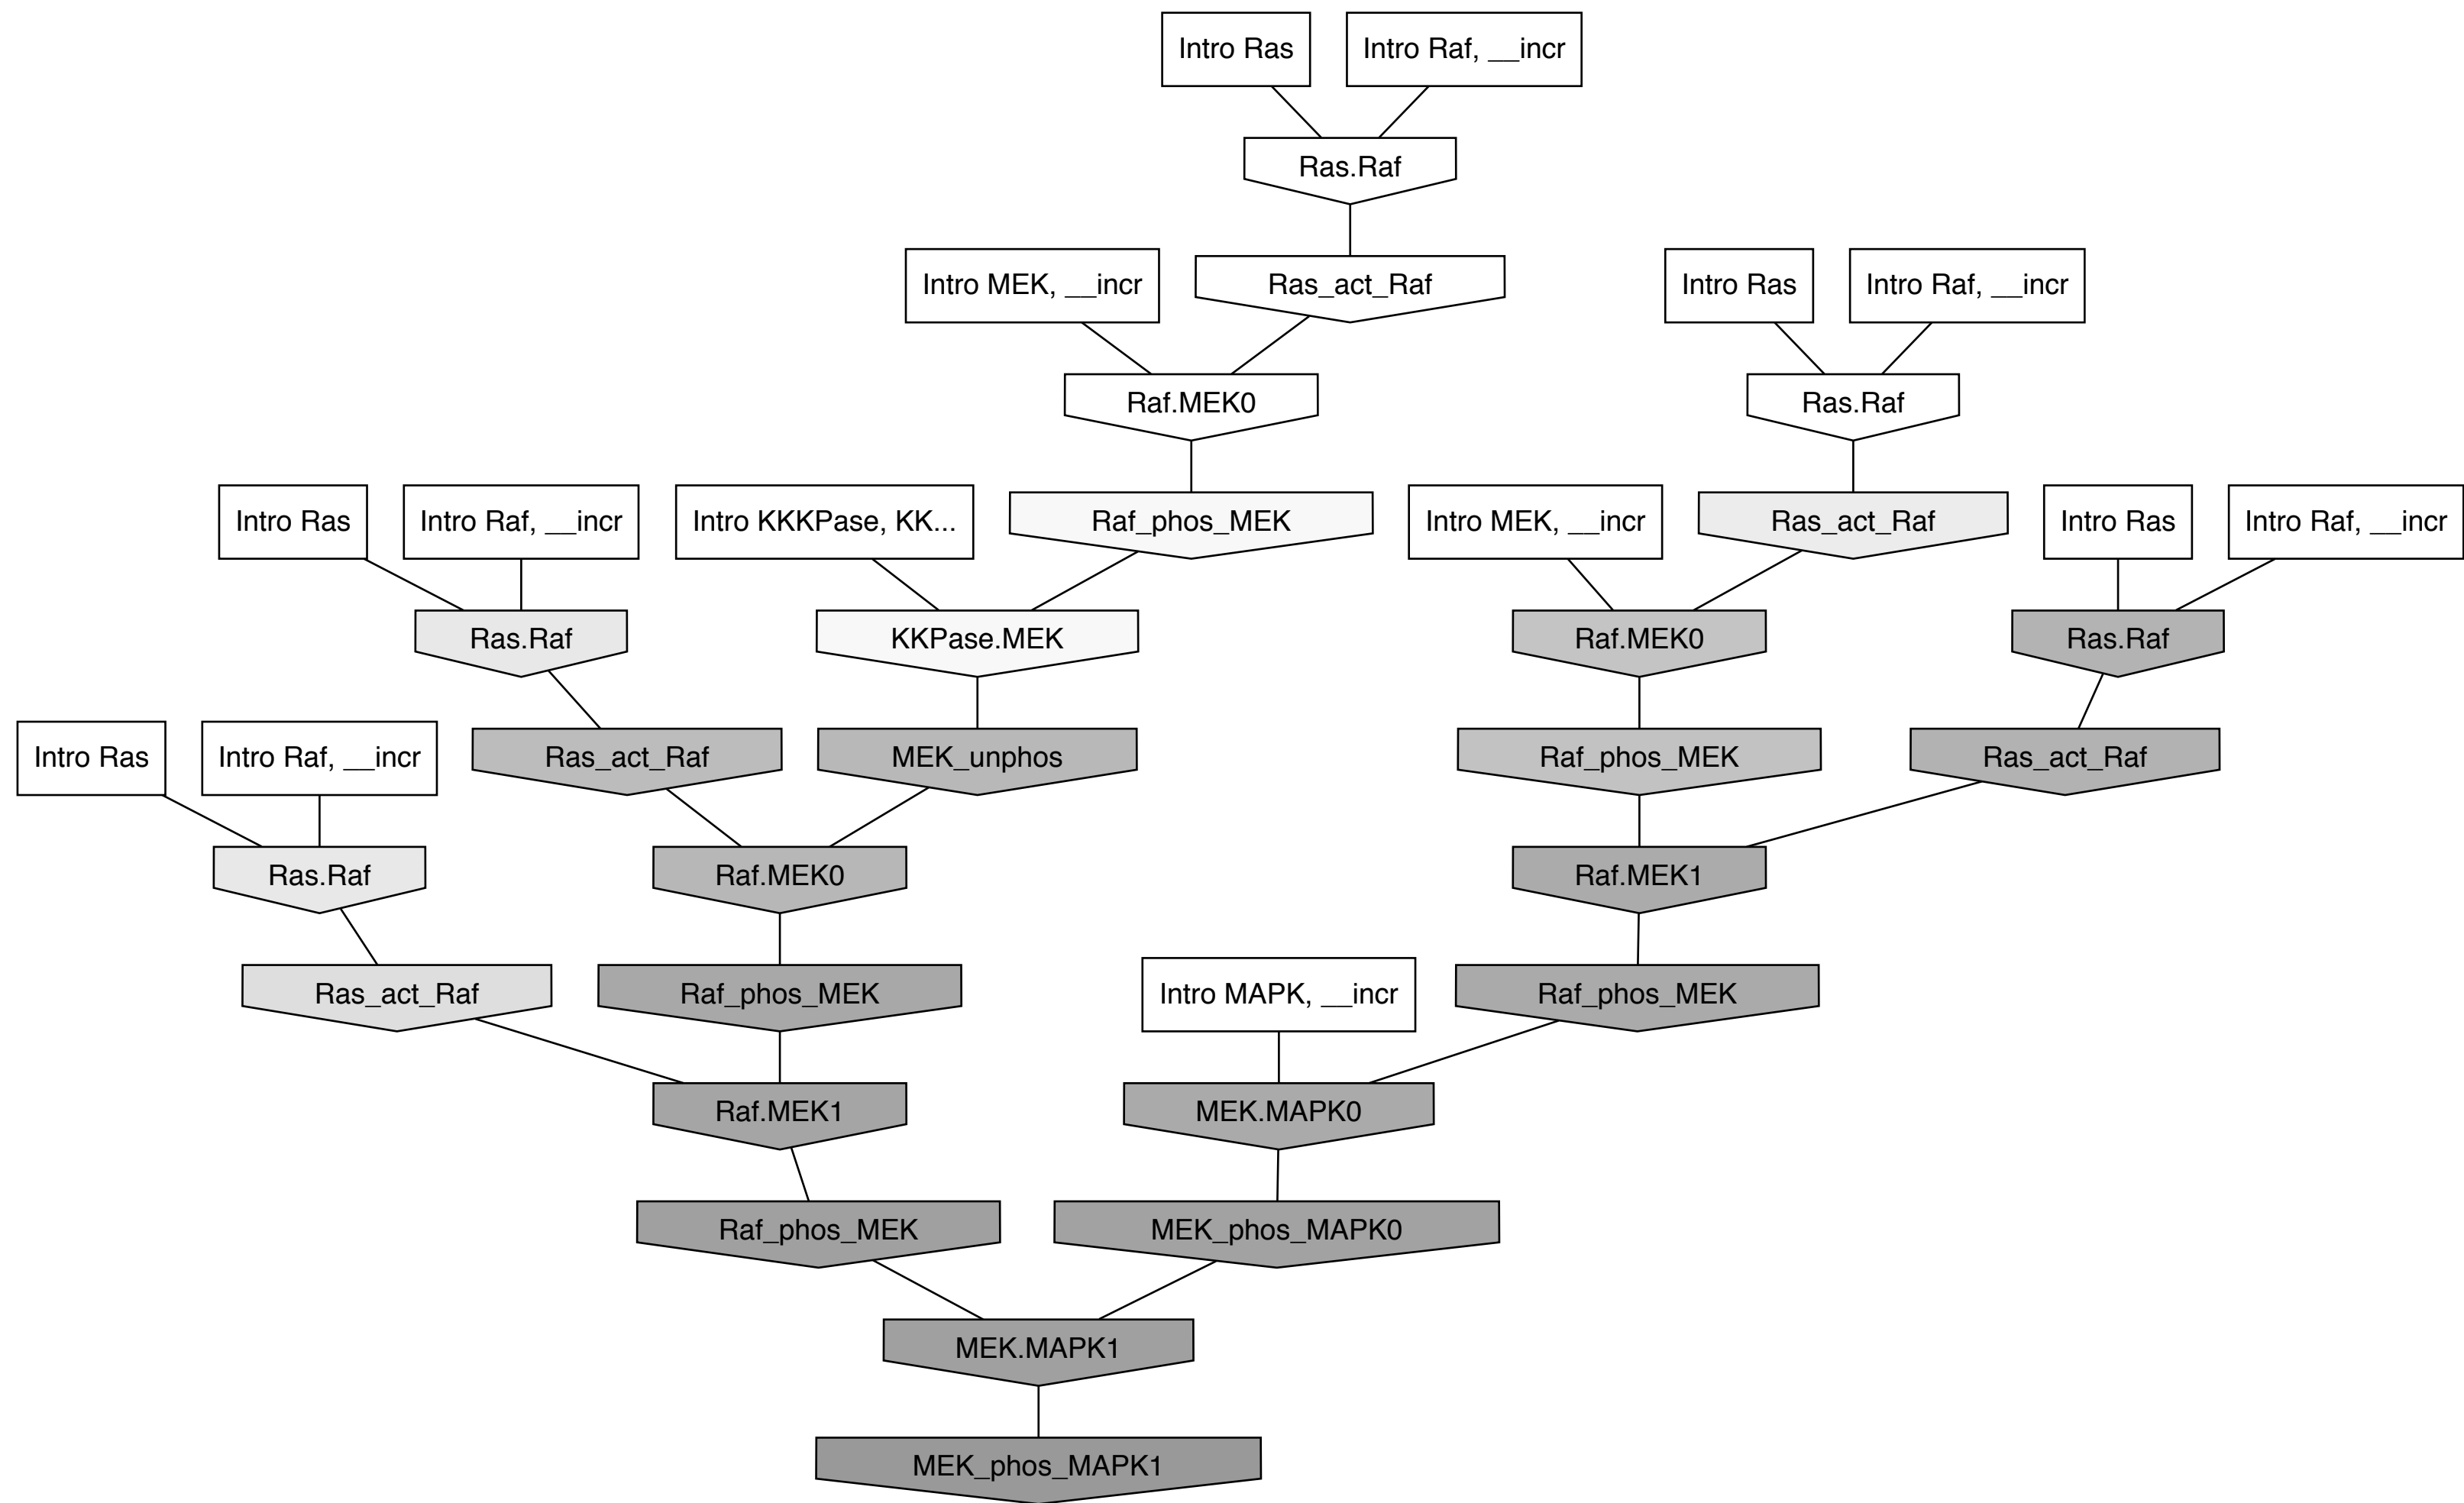 Intro Ras
Intro Raf, __incr
Ras.Raf
Intro MEK, __incr
Ras_act_Raf
Intro Ras
Intro Raf, __incr
Raf.MEK0
Ras.Raf
Intro Ras
Intro Raf, __incr
Intro KKKPase, KK...
Raf_phos_MEK
Intro MEK, __incr
Ras_act_Raf
Intro Ras
Intro Raf, __incr
Ras.Raf
KKPase.MEK
Raf.MEK0
Ras.Raf
Intro Ras
Intro Raf, __incr
Ras_act_Raf
MEK_unphos
Raf_phos_MEK
Ras_act_Raf
Ras.Raf
Raf.MEK0
Raf.MEK1
Ras_act_Raf
Raf_phos_MEK
Intro MAPK, __incr
Raf_phos_MEK
Raf.MEK1
MEK.MAPK0
Raf_phos_MEK
MEK_phos_MAPK0
MEK.MAPK1
MEK_phos_MAPK1